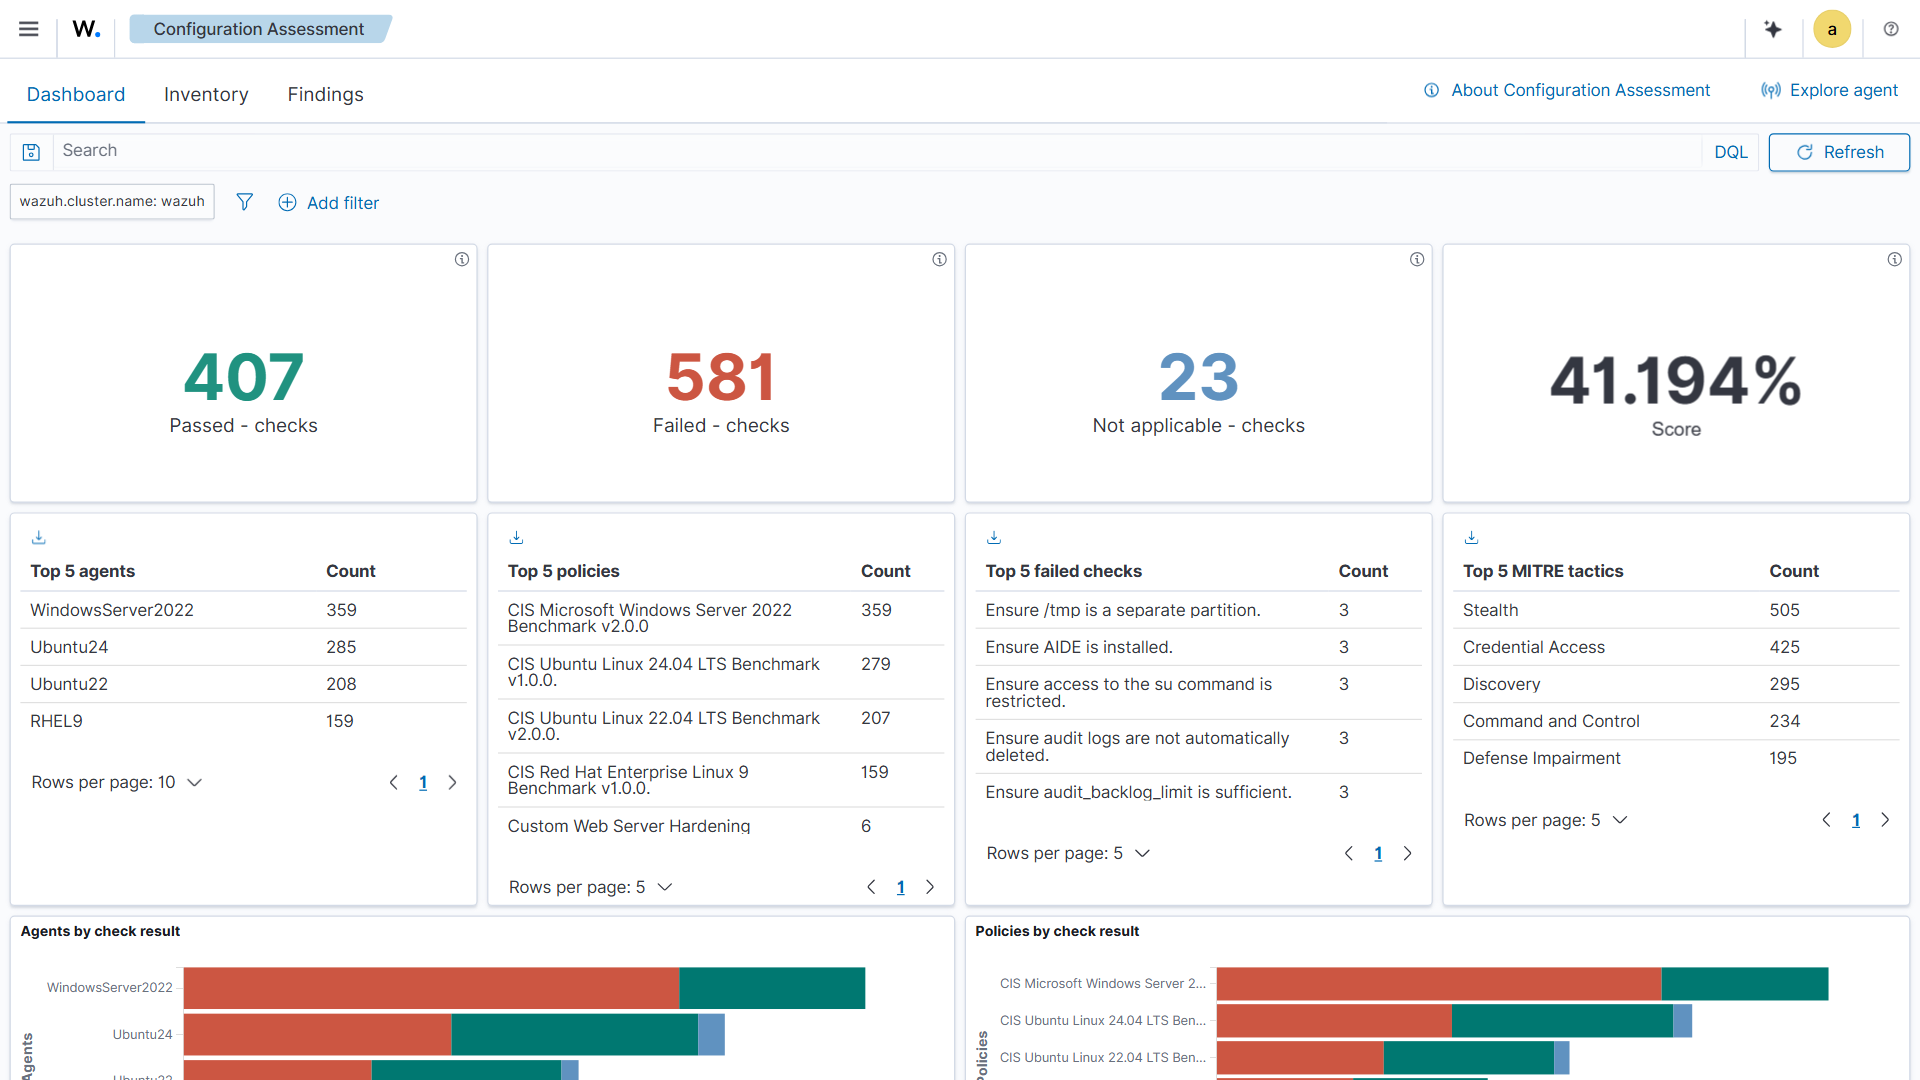 W.
Configuration Assessment
a
Dashboard
Inventory
Findings
About Configuration Assessment
Explore agent
Search
DQL
Refresh
wazuh.cluster.name: wazuh
Add filter
407
Passed - checks
581
Failed - checks
23
Not applicable - checks
41.194%
Score
Top 5 agents Count
WindowsServer2022 359
Ubuntu24 285
Ubuntu22 208
RHEL9 159
Rows per page: 10
1
Top 5 policies Count
CIS Microsoft Windows Server 2022 359
Benchmark v2.0.0
CIS Ubuntu Linux 24.04 LTS Benchmark 279
v1.0.0.
CIS Ubuntu Linux 22.04 LTS Benchmark 207
v2.0.0.
CIS Red Hat Enterprise Linux 9 159
Benchmark v1.0.0.
Custom Web Server Hardening 6
Rows per page: 5
1
Top 5 failed checks Count
Ensure /tmp is a separate partition. 3
Ensure AIDE is installed. 3
Ensure access to the su command is 3
restricted.
Ensure audit logs are not automatically 3
deleted.
Ensure audit_backlog_limit is sufficient. 3
Rows per page: 5
1
Top 5 MITRE tactics Count
Stealth 505
Credential Access 425
Discovery 295
Command and Control 234
Defense Impairment 195
Rows per page: 5
1
Agents by check result
WindowsServer2022
Ubuntu24
Ubuntu22
Agents
Policies by check result
CIS Microsoft Windows Server 2...
CIS Ubuntu Linux 24.04 LTS Ben...
CIS Ubuntu Linux 22.04 LTS Ben...
Policies